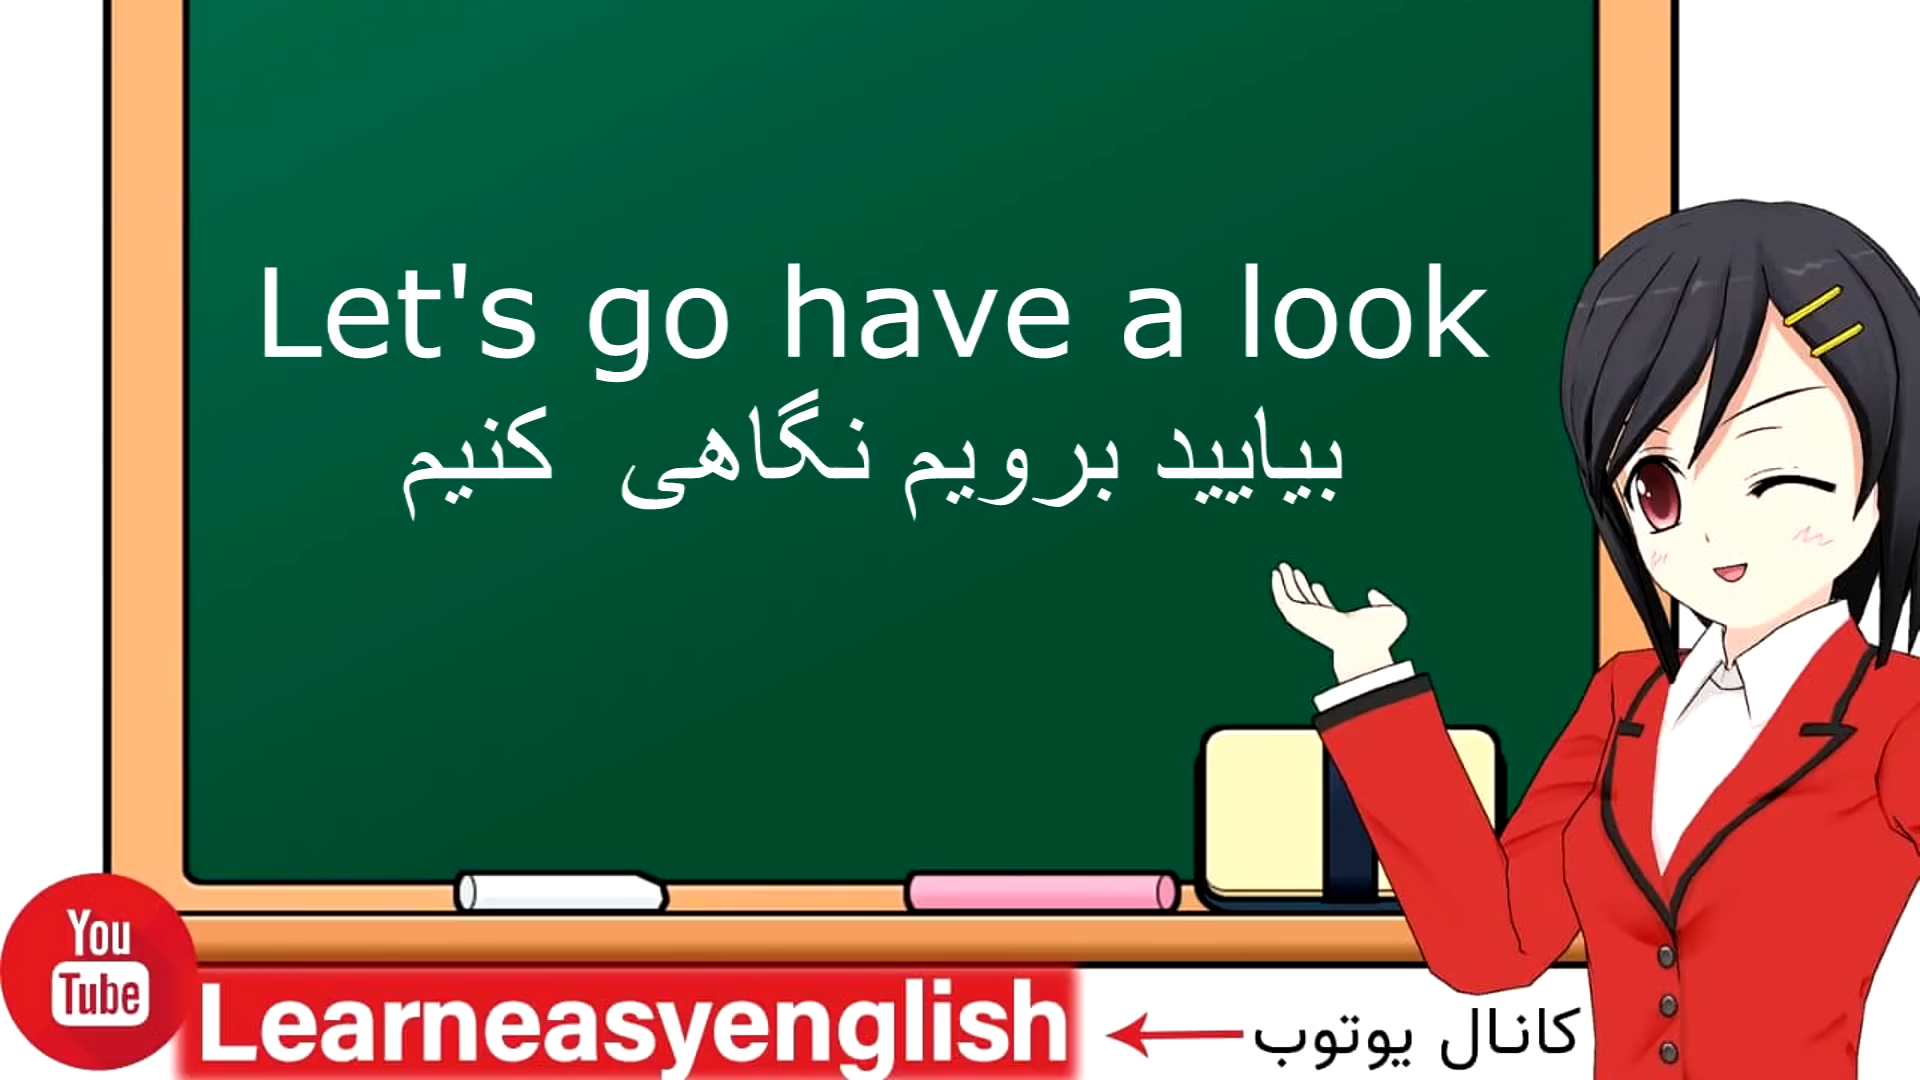 Let's go have a look
بیایید برویم نگاهی کنیم
You
Tube
Learneasyenglish
کانال یوتوب